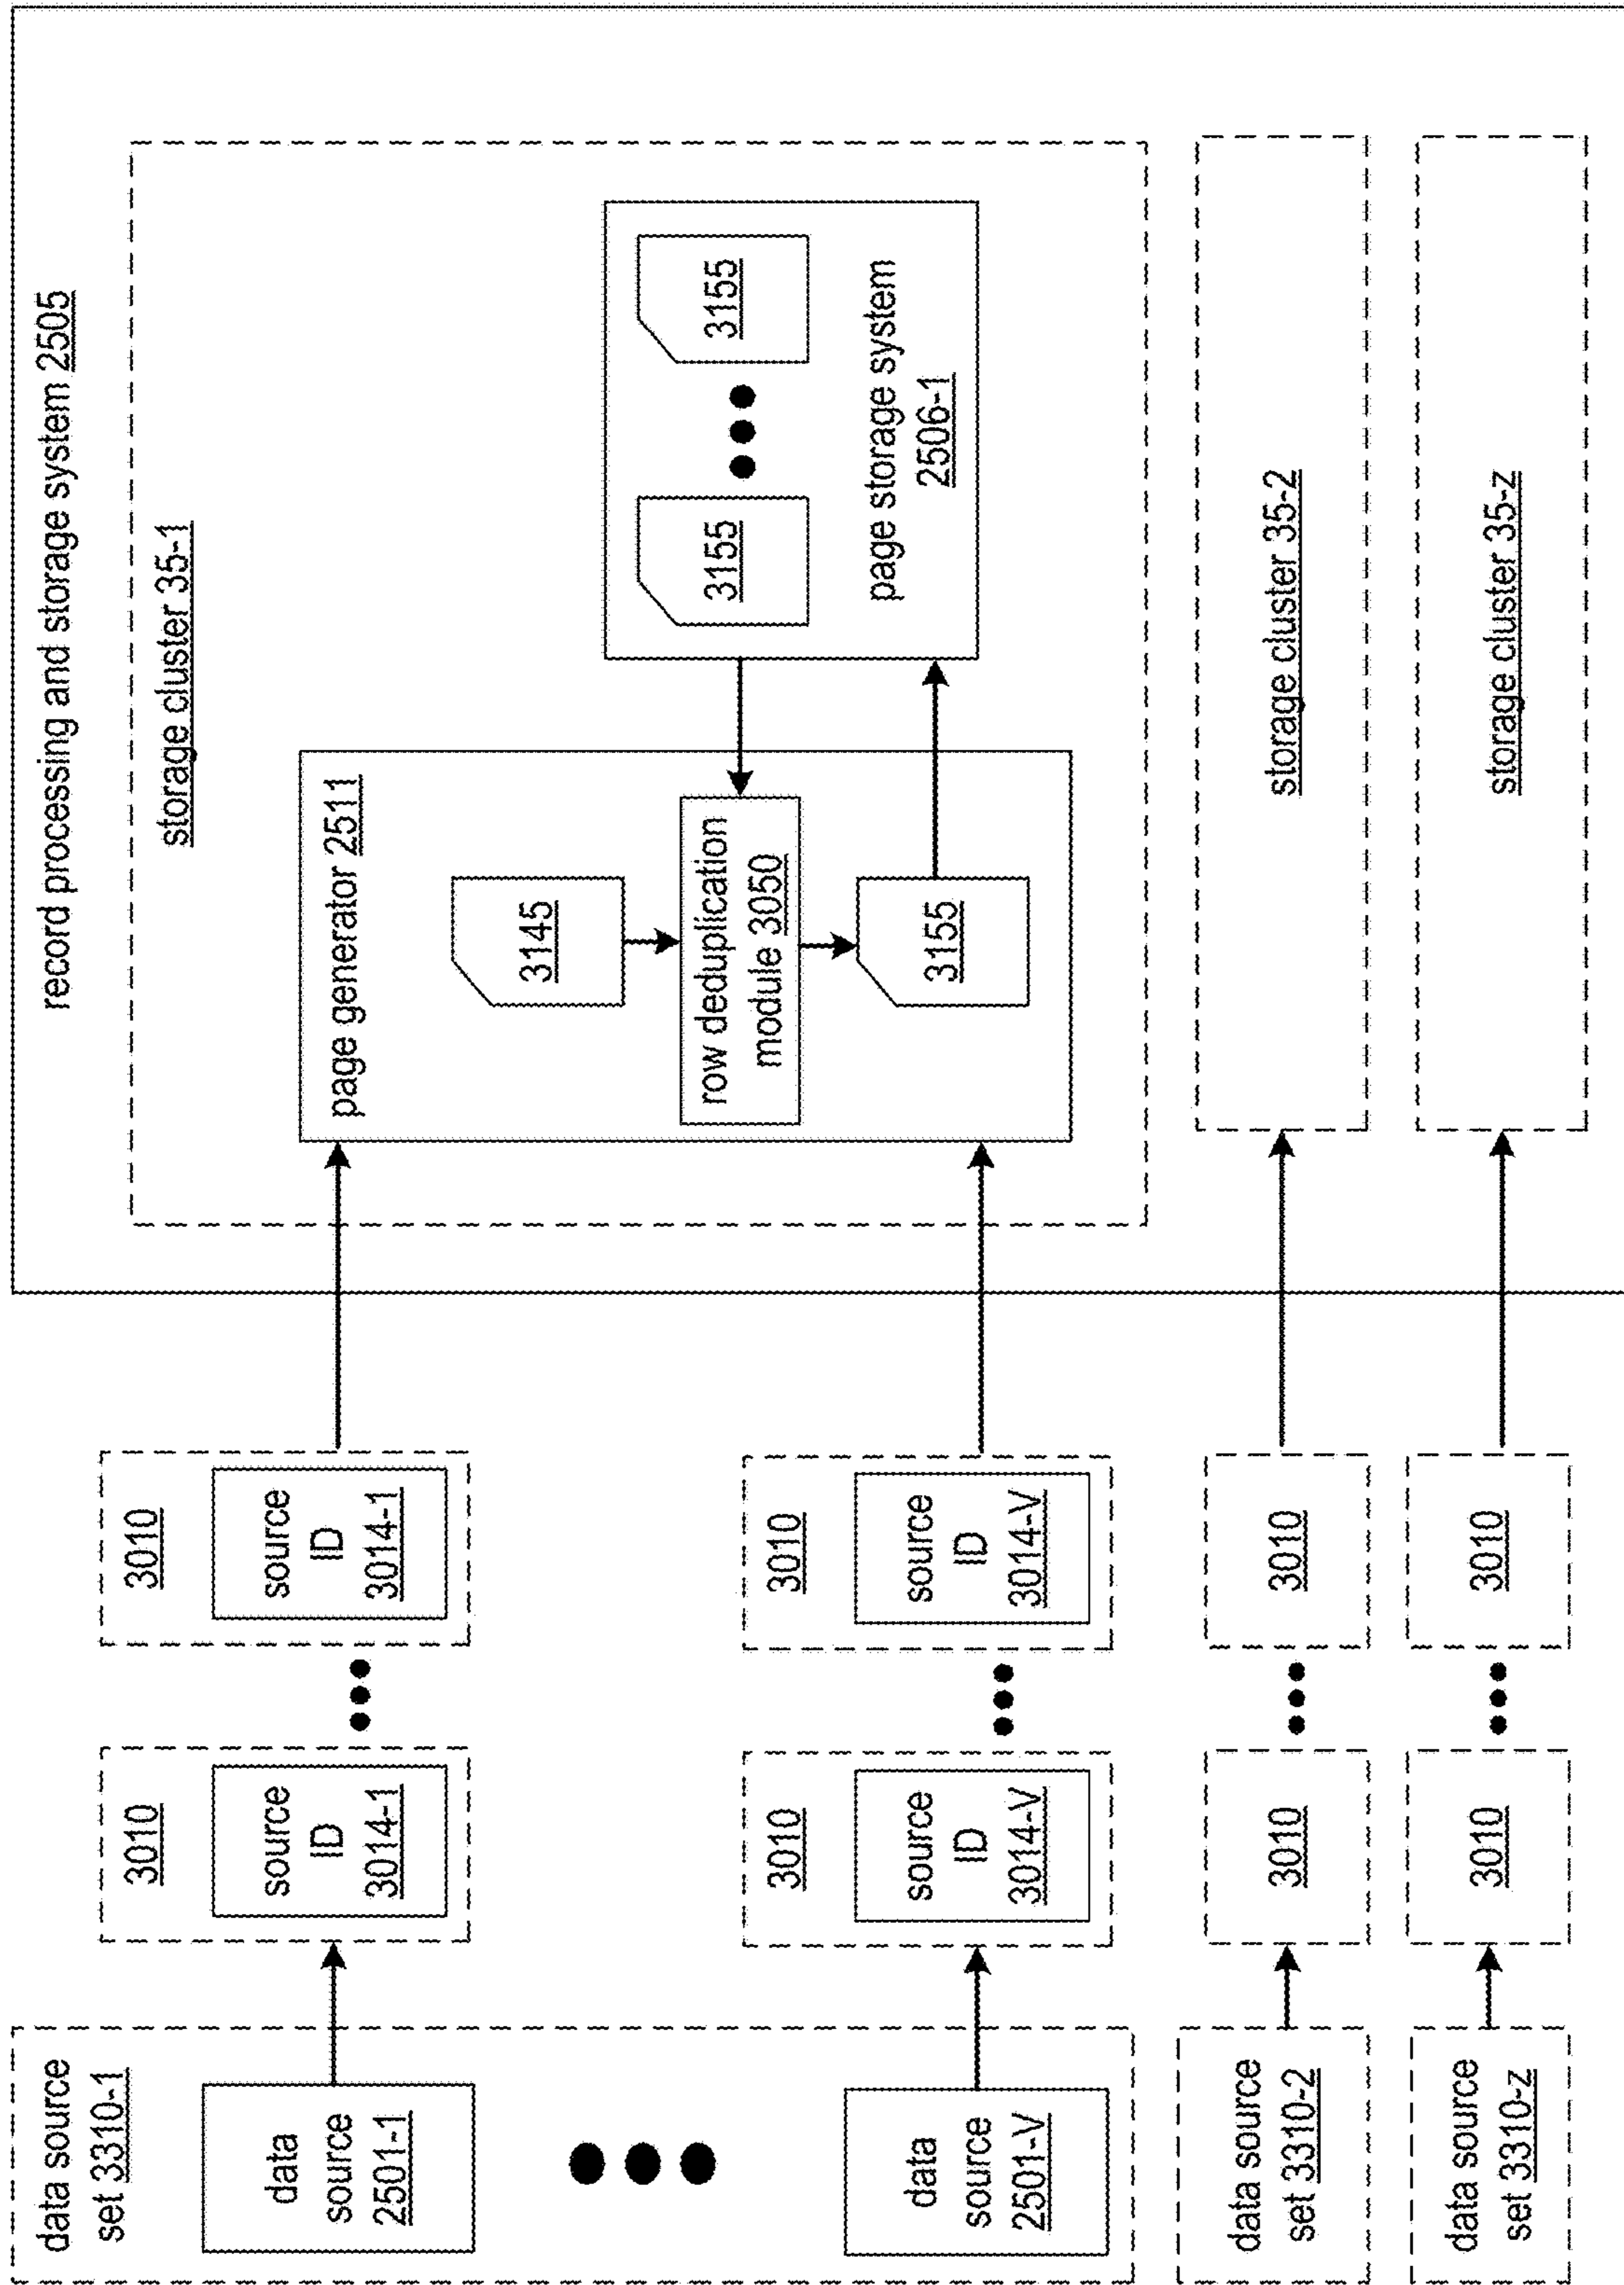 data source
set 3310-1
data
source
2501-1
data
source
2501-V
data source
set 3310-2
data source
set 3310-z
3010
source
ID
3014-1
3010
source
ID
3014-1
3010
source
ID
3014-V
3010
source
ID
3014-V
3010
3010
3010
3010
record processing and storage system 2505
storage cluster 35-1
page generator 2511
3145
row deduplication
module 3050
3155
3155
3155
page storage system
2506-1
storage cluster 35-2
storage cluster 35-z